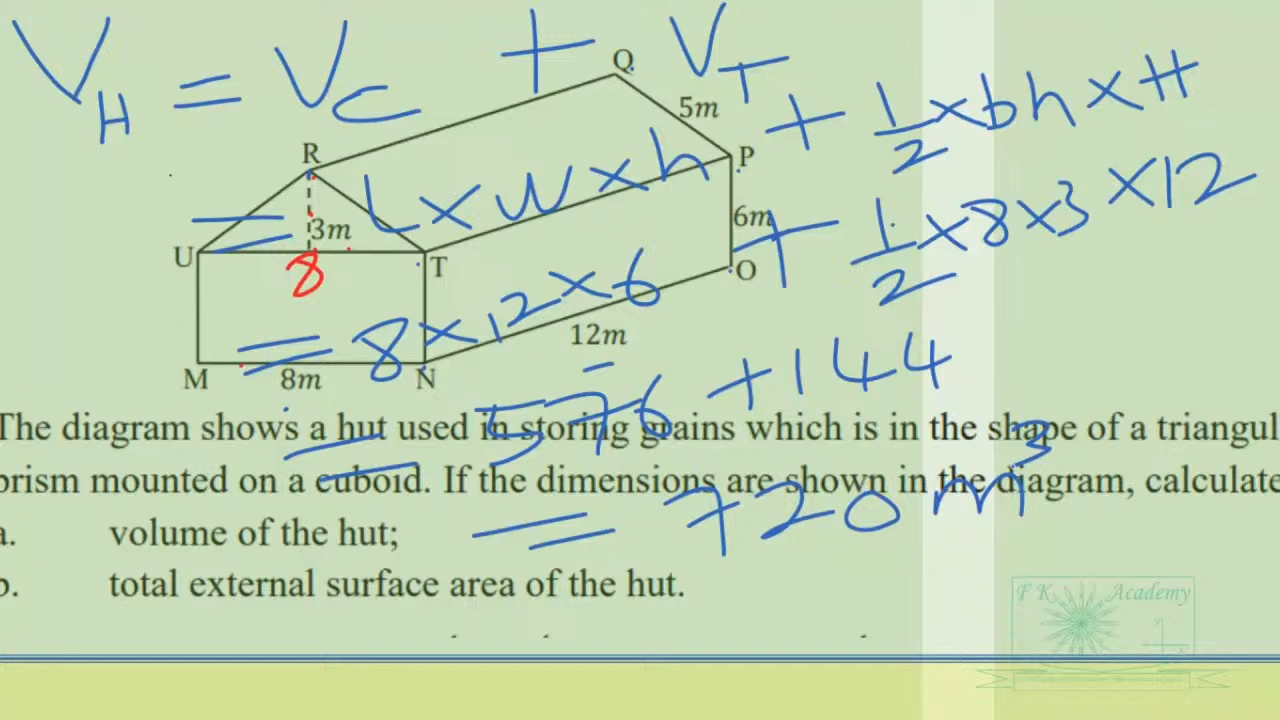 V_H = V_C + V_T
= L × W × h + 1/2 × bh × H
= 8 × 12 × 6 + 1/2 × 8 × 3 × 12
= 576 + 144
= 720 m³
Q
5m
R
P
3m
6m
U
8
T
O
12m
M
8m
N
The diagram shows a hut used in storing grains which is in the shape of a triangul
prism mounted on a cuboid. If the dimensions are shown in the diagram, calculate
a. volume of the hut;
b. total external surface area of the hut.
F K Academy
y
x